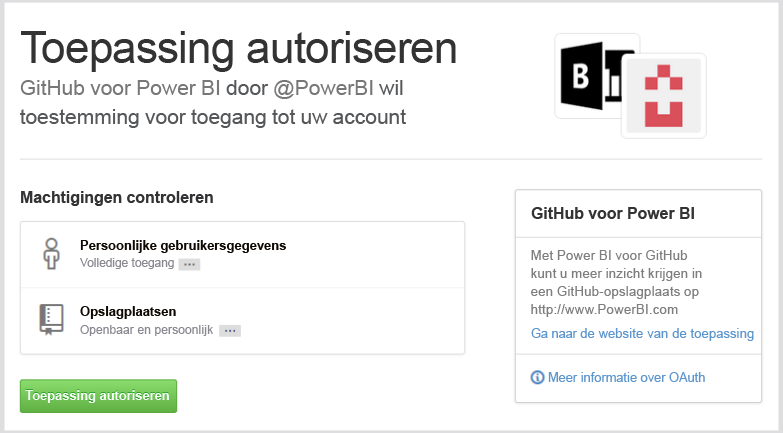 Toepassing autoriseren
GitHub voor Power BI door @PowerBI wil
toestemming voor toegang tot uw account
B
Machtigingen controleren
Persoonlijke gebruikersgegevens
Volledige toegang ...
Opslagplaatsen
Openbaar en persoonlijk ...
Toepassing autoriseren
GitHub voor Power BI
Met Power BI voor GitHub
kunt u meer inzicht krijgen in
een GitHub-opslagplaats op
http://www.PowerBI.com
Ga naar de website van de toepassing
Meer informatie over OAuth